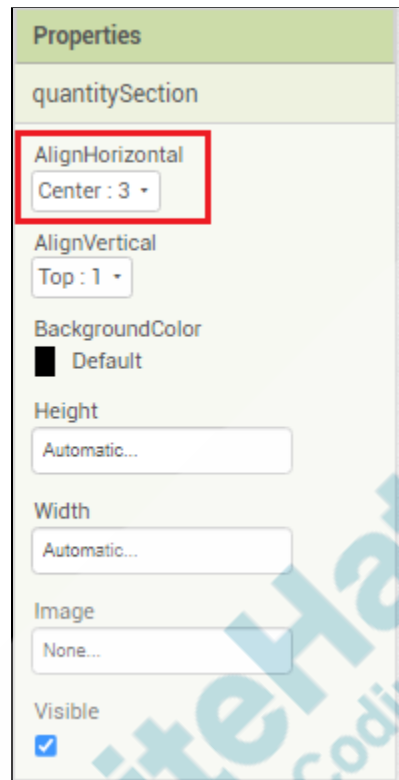 Properties
quantitySection
AlignHorizontal
Center : 3
AlignVertical
Top : 1
BackgroundColor
Default
Height
Automatic...
Width
Automatic...
Image
None...
Visible